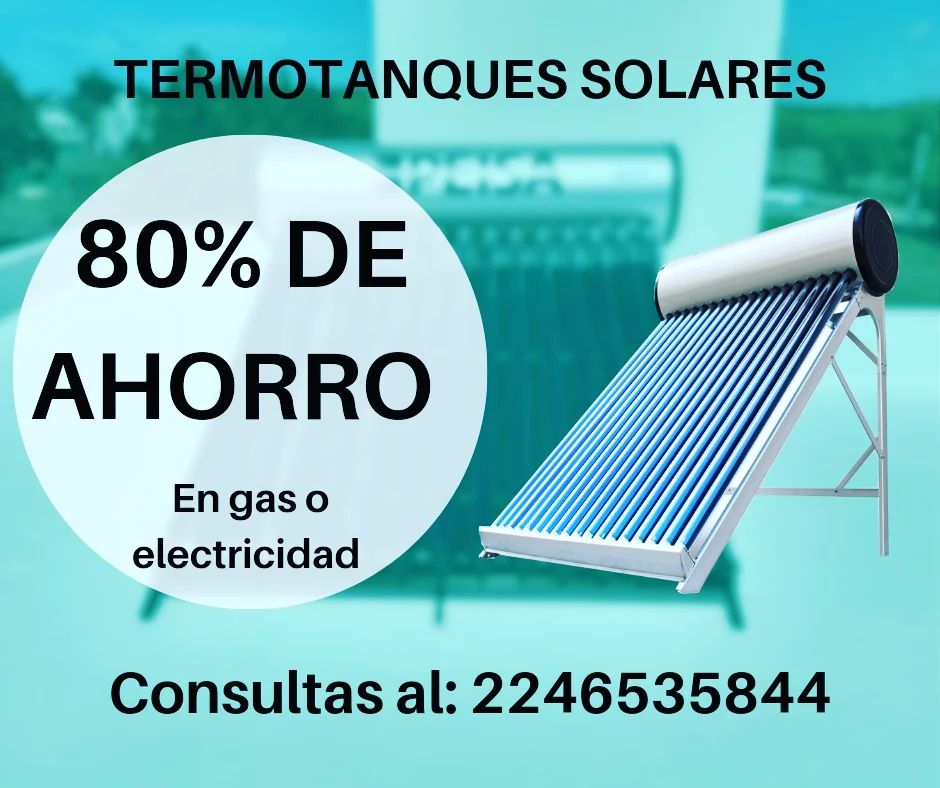 TERMOTANQUES SOLARES
80% DE
AHORRO
En gas o
electricidad
Consultas al: 2246535844